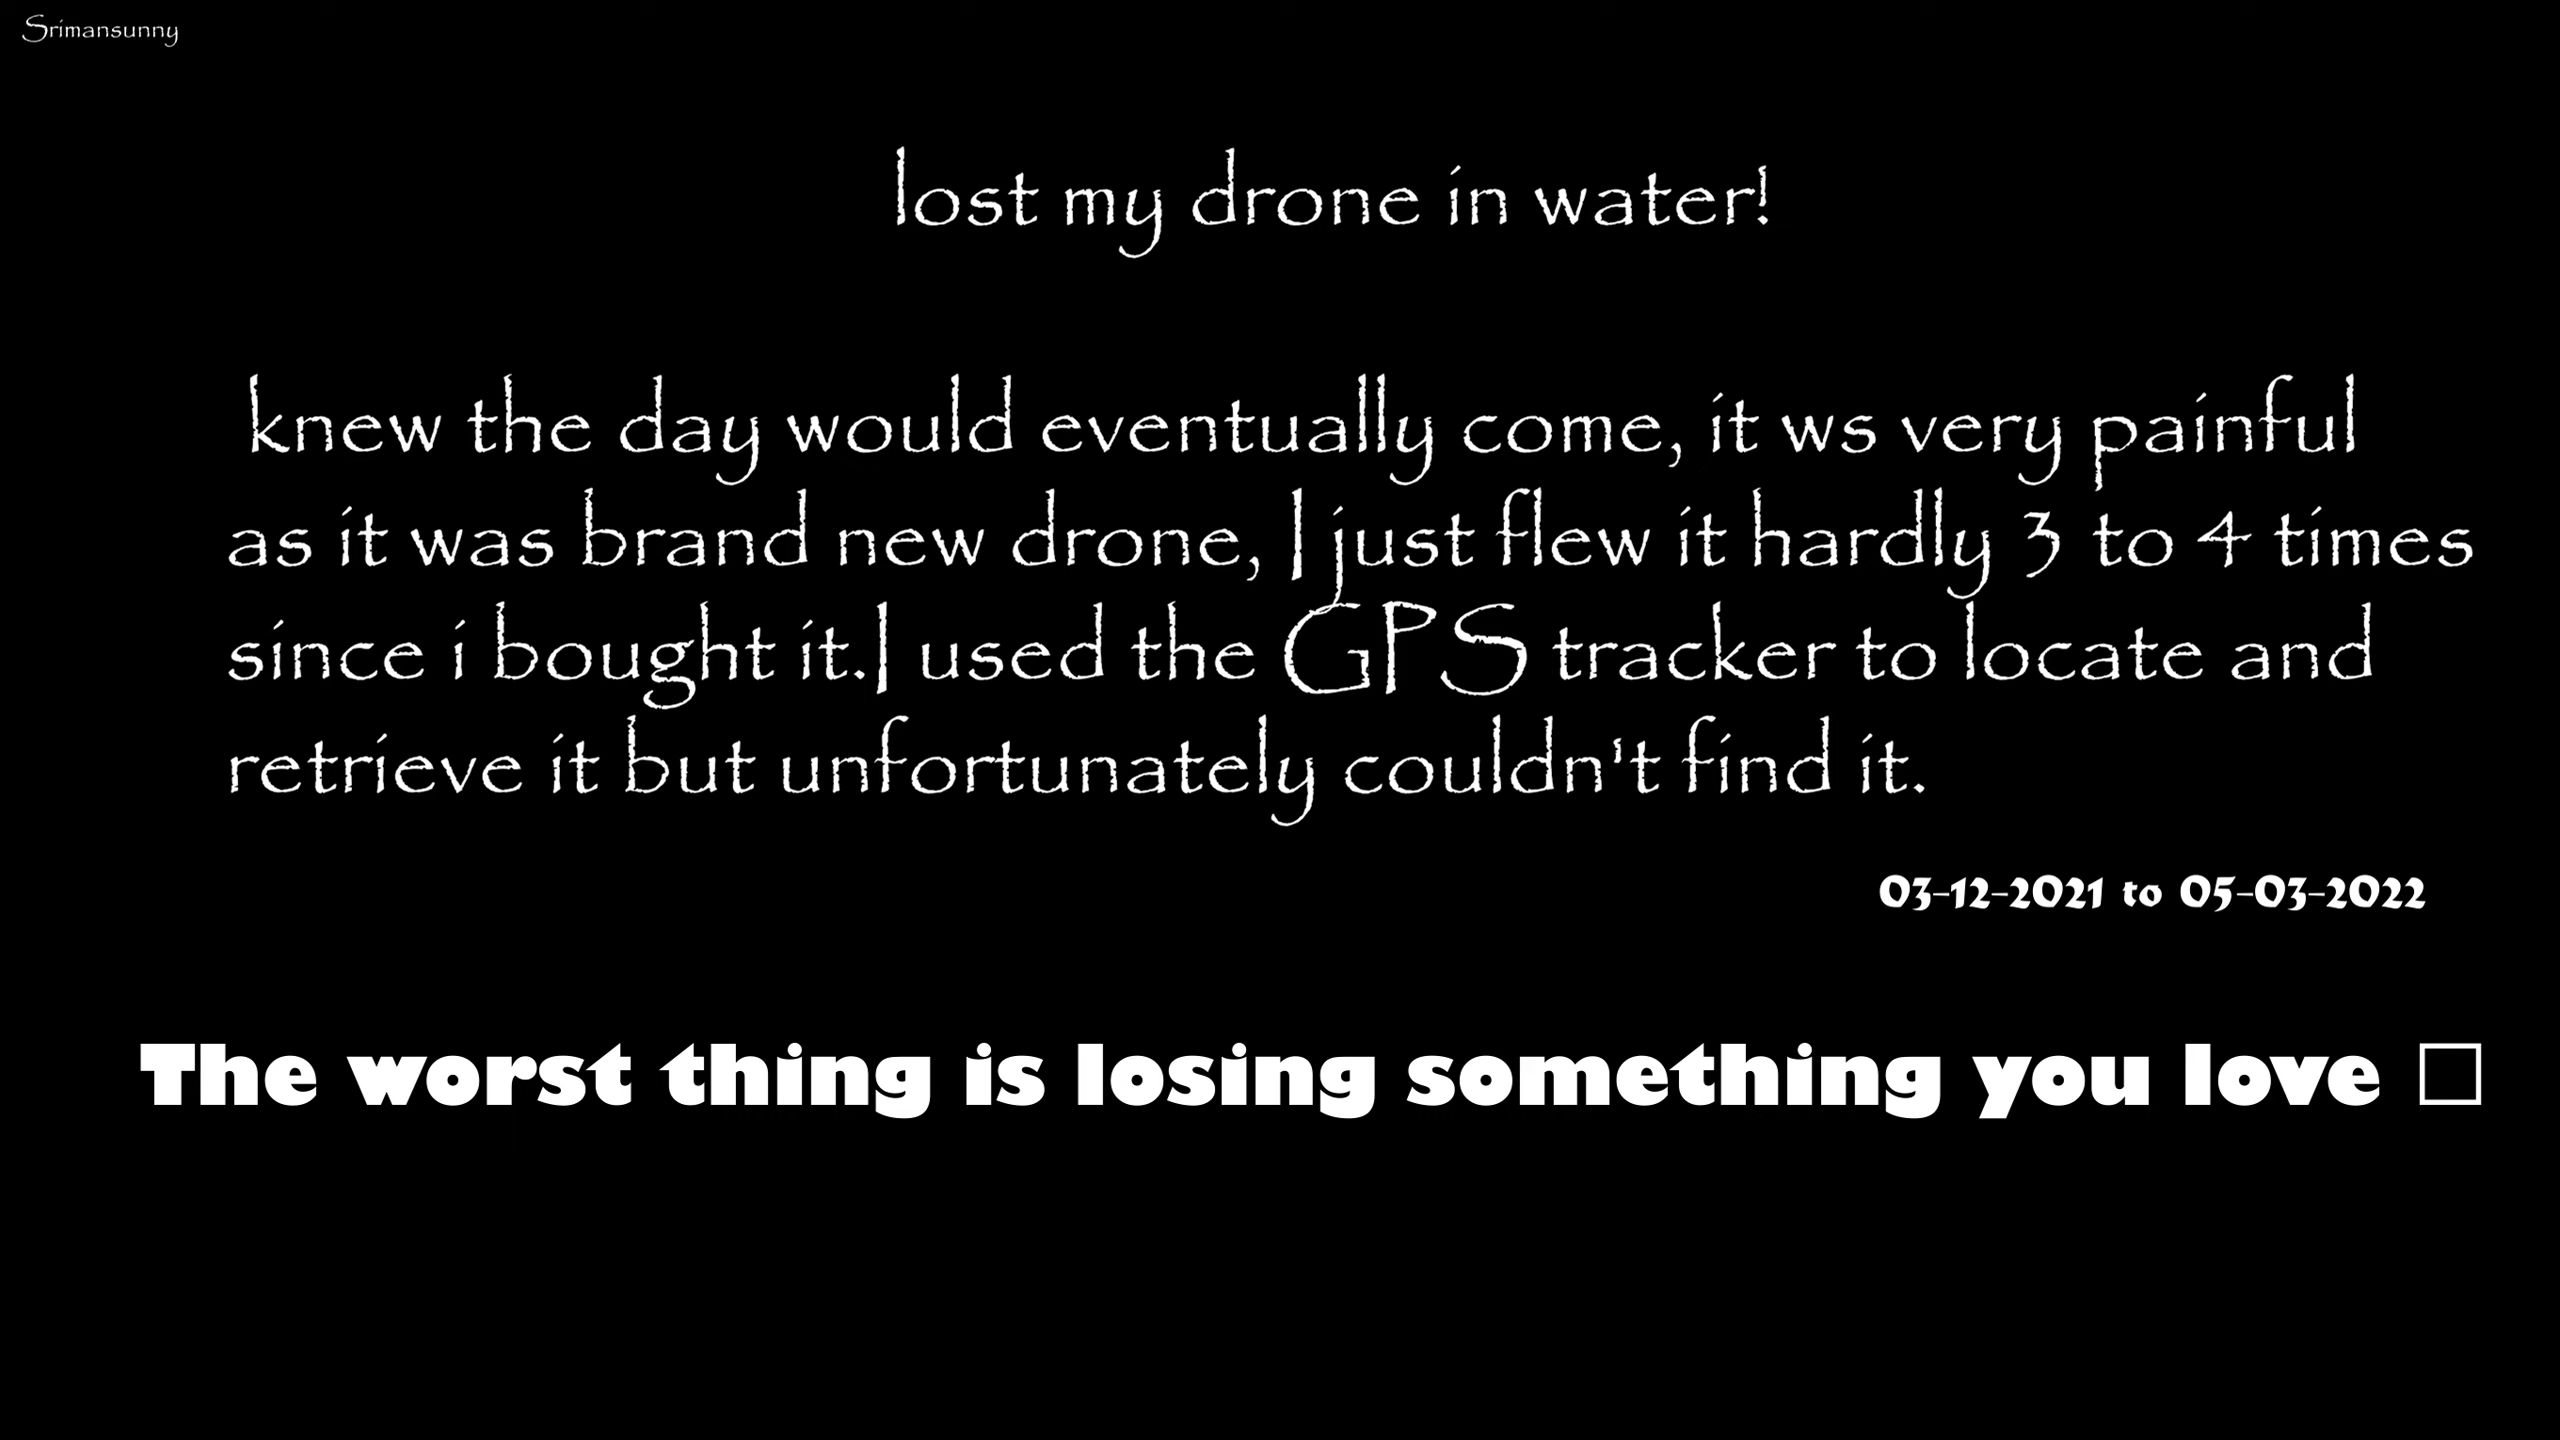 Srimansunny
lost my drone in water!
knew the day would eventually come, it ws very painful
as it was brand new drone, I just flew it hardly 3 to 4 times
since i bought it.I used the GPS tracker to locate and
retrieve it but unfortunately couldn't find it.
03-12-2021 to 05-03-2022
The worst thing is losing something you love □